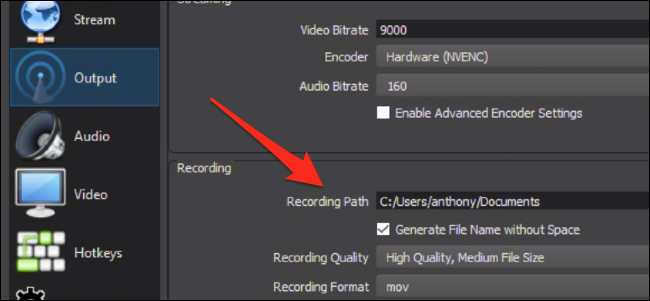 Stream
Output
Audio
Video
Hotkeys
Streaming
Video Bitrate 9000
Encoder Hardware (NVENC)
Audio Bitrate 160
Enable Advanced Encoder Settings
Recording
Recording Path C:/Users/anthony/Documents
Generate File Name without Space
Recording Quality High Quality, Medium File Size
Recording Format mov